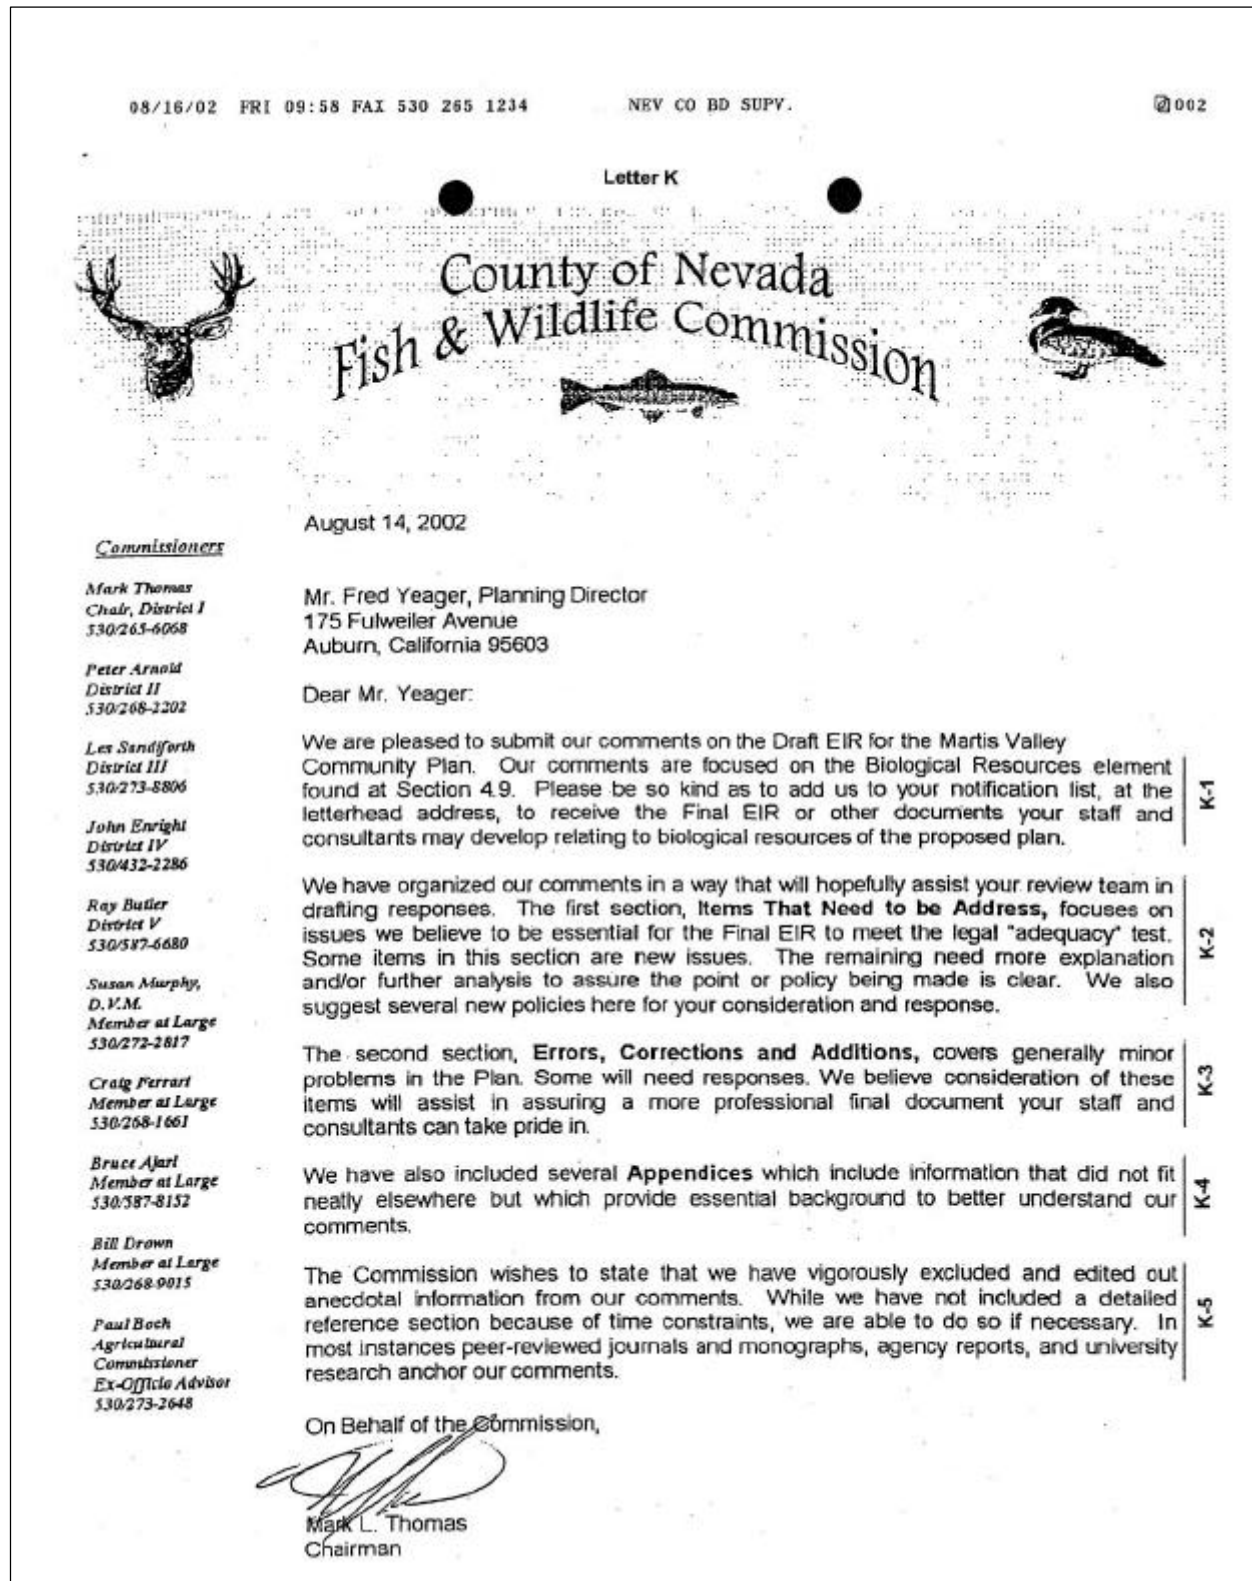 08/16/02 FRI 09:58 FAX 530 265 1234 NEV CO BD SUPV. 002
Letter K
County of Nevada
Fish & Wildlife Commission
August 14, 2002
Commissioners
Mark Thomas
Chair, District I
530/265-6068
Peter Arnold
District II
530/268-2202
Les Sandiforth
District III
530/273-8806
John Enright
District IV
530/432-2286
Ray Butler
District V
530/587-6680
Susan Murphy,
D.V.M.
Member at Large
530/272-2817
Craig Ferrari
Member at Large
530/268-1661
Bruce Ajari
Member at Large
530/587-8152
Bill Drown
Member at Large
530/268-9015
Paul Boch
Agricultural
Commissioner
Ex-Officio Advisor
530/273-2648
Mr. Fred Yeager, Planning Director
175 Fulweiler Avenue
Auburn, California 95603
Dear Mr. Yeager:
We are pleased to submit our comments on the Draft EIR for the Martis Valley
Community Plan. Our comments are focused on the Biological Resources element
found at Section 4.9. Please be so kind as to add us to your notification list, at the
letterhead address, to receive the Final EIR or other documents your staff and
consultants may develop relating to biological resources of the proposed plan.
K-1
We have organized our comments in a way that will hopefully assist your review team in
drafting responses. The first section, Items That Need to be Address, focuses on
issues we believe to be essential for the Final EIR to meet the legal "adequacy" test.
Some items in this section are new issues. The remaining need more explanation
and/or further analysis to assure the point or policy being made is clear. We also
suggest several new policies here for your consideration and response.
K-2
The second section, Errors, Corrections and Additions, covers generally minor
problems in the Plan. Some will need responses. We believe consideration of these
items will assist in assuring a more professional final document your staff and
consultants can take pride in.
K-3
We have also included several Appendices which include information that did not fit
neatly elsewhere but which provide essential background to better understand our
comments.
K-4
The Commission wishes to state that we have vigorously excluded and edited out
anecdotal information from our comments. While we have not included a detailed
reference section because of time constraints, we are able to do so if necessary. In
most instances peer-reviewed journals and monographs, agency reports, and university
research anchor our comments.
K-5
On Behalf of the Commission,
Mark L. Thomas
Chairman